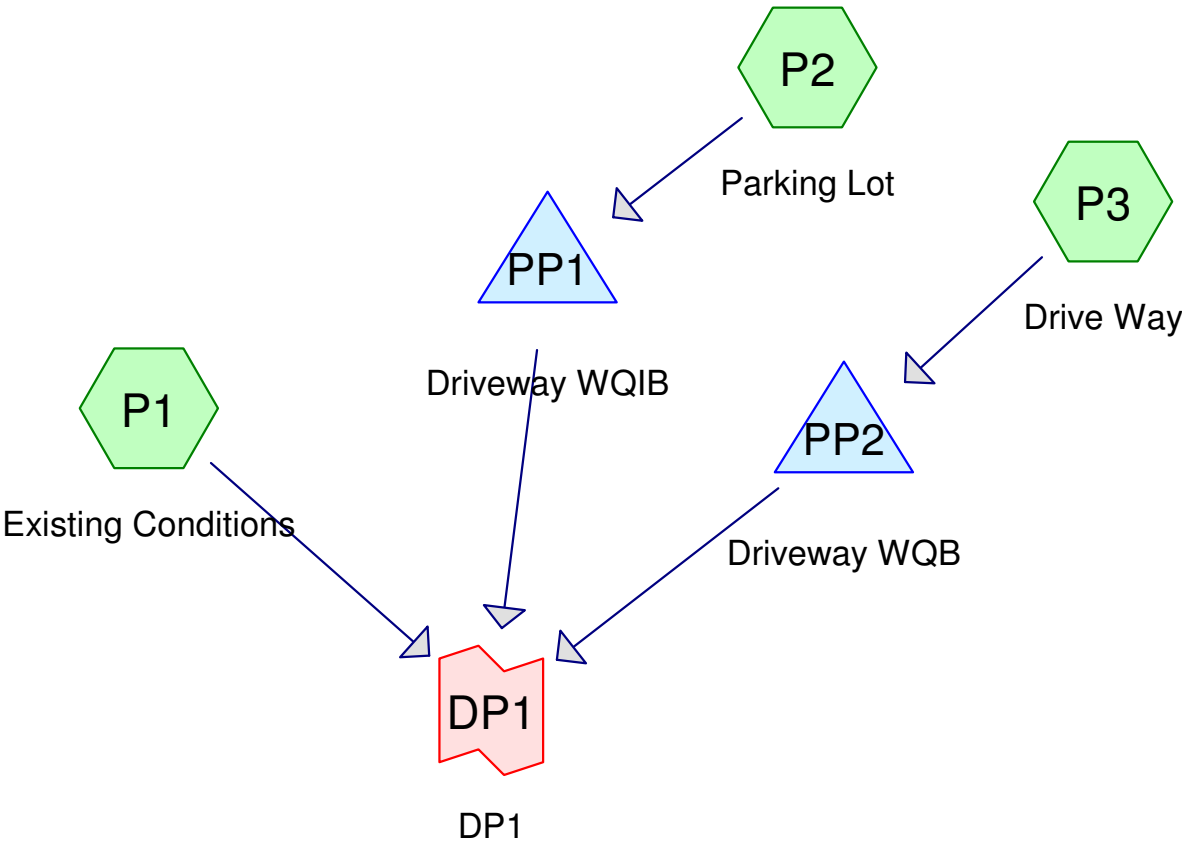 P2
Parking Lot
P3
Drive Way
PP1
Driveway WQIB
PP2
Driveway WQB
P1
Existing Conditions
DP1
DP1